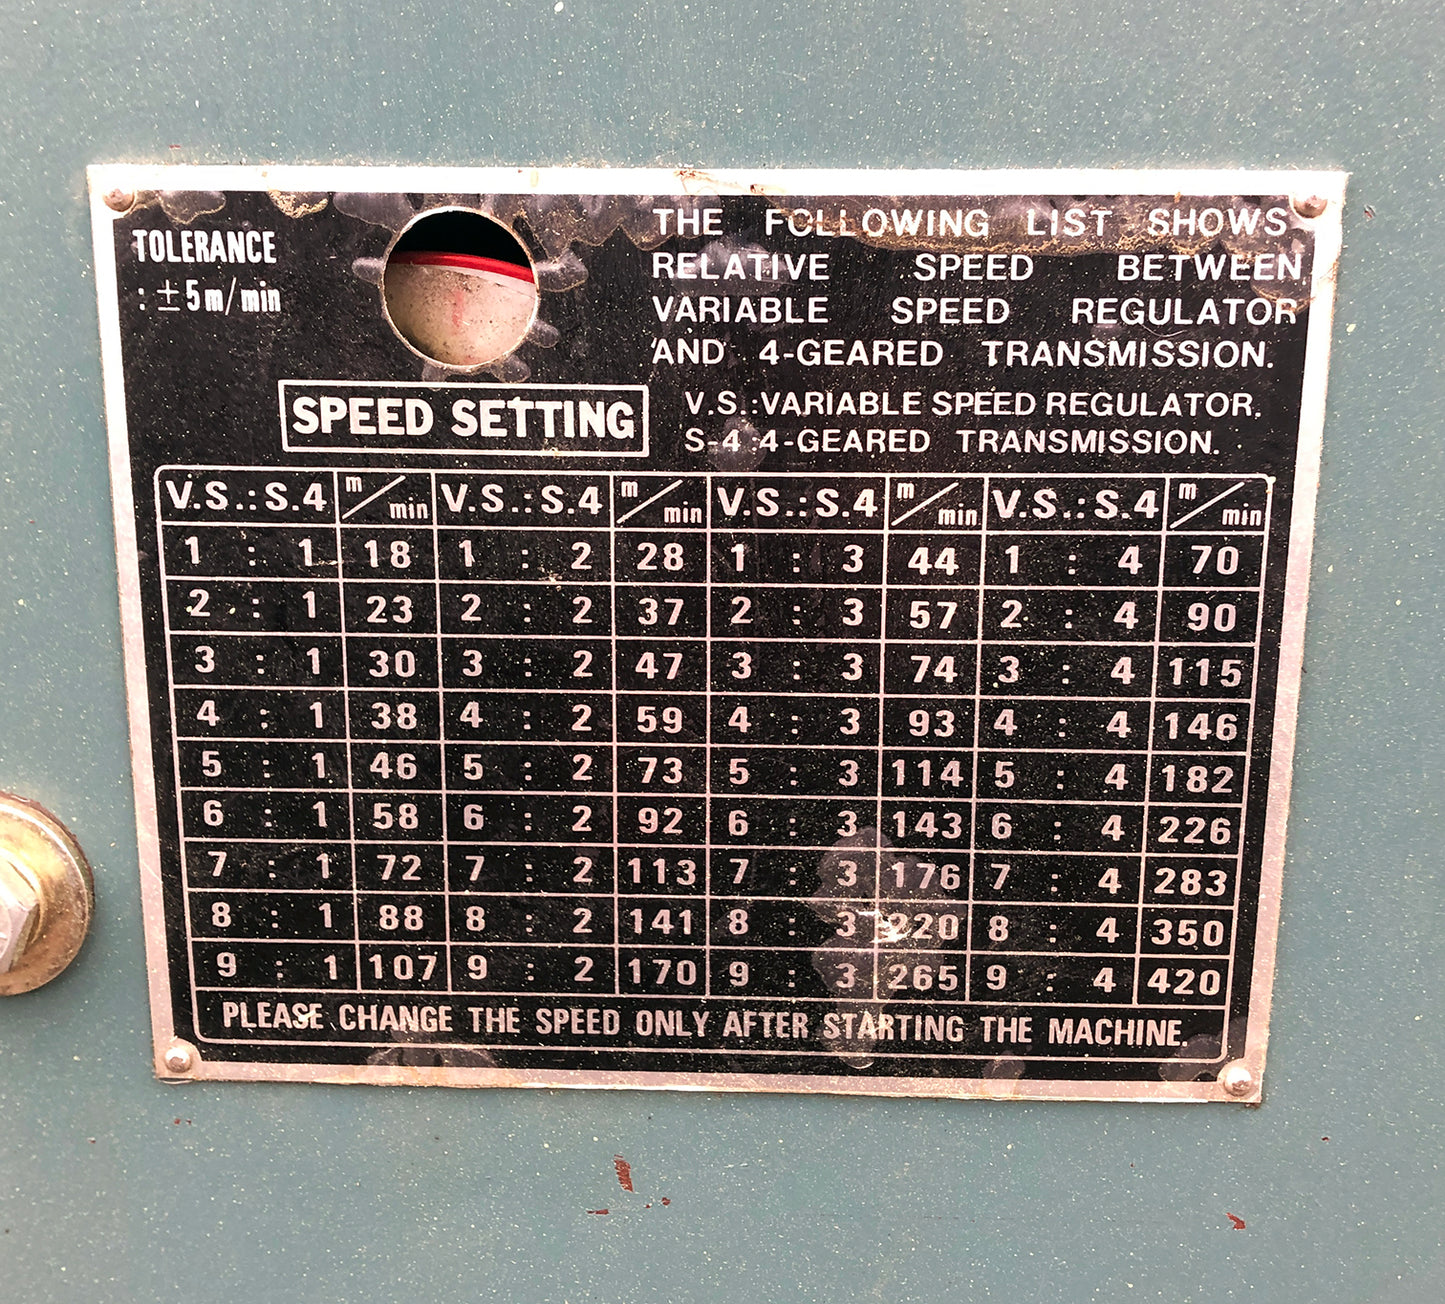 TOLERANCE
: ±5 m/min
THE FOLLOWING LIST SHOWS
RELATIVE SPEED BETWEEN
VARIABLE SPEED REGULATOR
AND 4-GEARED TRANSMISSION.
V.S.:VARIABLE SPEED REGULATOR.
S-4:4-GEARED TRANSMISSION.
SPEED SETTING
V.S.:S.4 m/min V.S.:S.4 m/min V.S.:S.4 m/min V.S.:S.4 m/min
1 : 1 18 1 : 2 28 1 : 3 44 1 : 4 70
2 : 1 23 2 : 2 37 2 : 3 57 2 : 4 90
3 : 1 30 3 : 2 47 3 : 3 74 3 : 4 115
4 : 1 38 4 : 2 59 4 : 3 93 4 : 4 146
5 : 1 46 5 : 2 73 5 : 3 114 5 : 4 182
6 : 1 58 6 : 2 92 6 : 3 143 6 : 4 226
7 : 1 72 7 : 2 113 7 : 3 176 7 : 4 283
8 : 1 88 8 : 2 141 8 : 3 220 8 : 4 350
9 : 1 107 9 : 2 170 9 : 3 265 9 : 4 420
PLEASE CHANGE THE SPEED ONLY AFTER STARTING THE MACHINE.